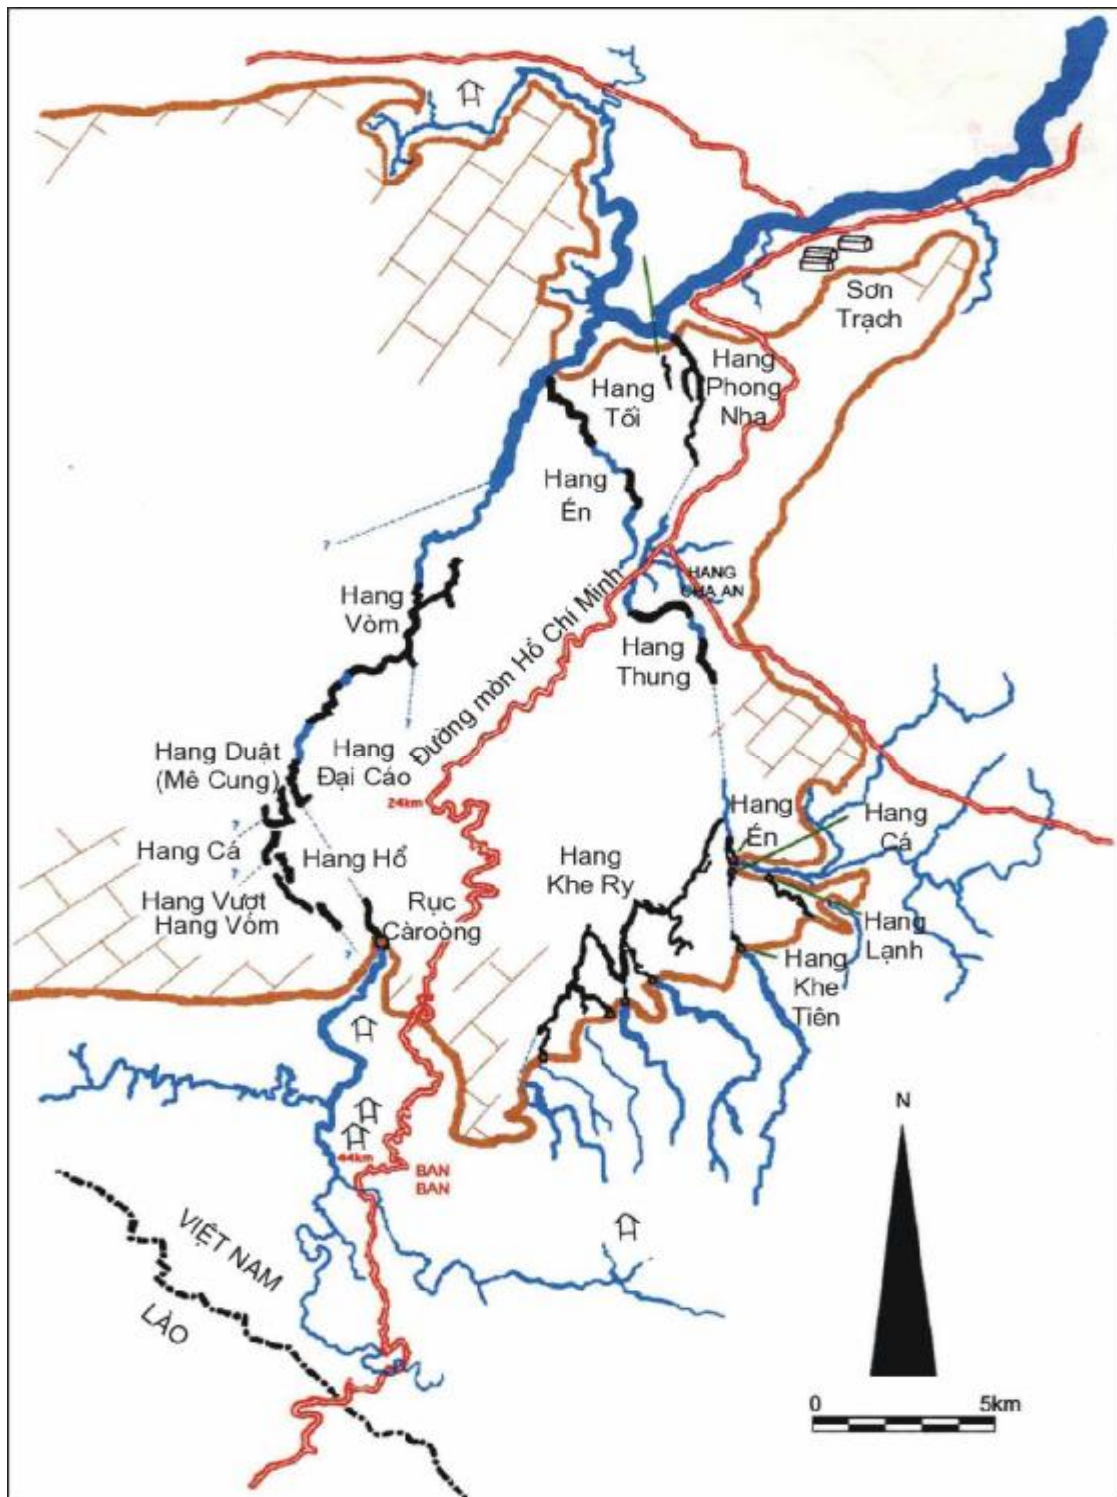 Sơn
Trạch
Hang
Phong
Nha
Hang
Tối
Hang
Én
?
HANG
CHA AN
Hang
Vòm
Đường mòn Hồ Chí Minh
Hang
Thung
?
Hang Duật
(Mê Cung)
Hang
Đại Cáo
24km
Hang
Én
Hang
Cá
?
Hang Cá
Hang Hổ
Hang
Khe Ry
?
Hang Vượt
Hang Vóm
Rục
Càroòng
?
Hang
Lạnh
Hang
Khe
Tiên
N
44km
BAN
BAN
VIỆT NAM
LÀO
0 5km